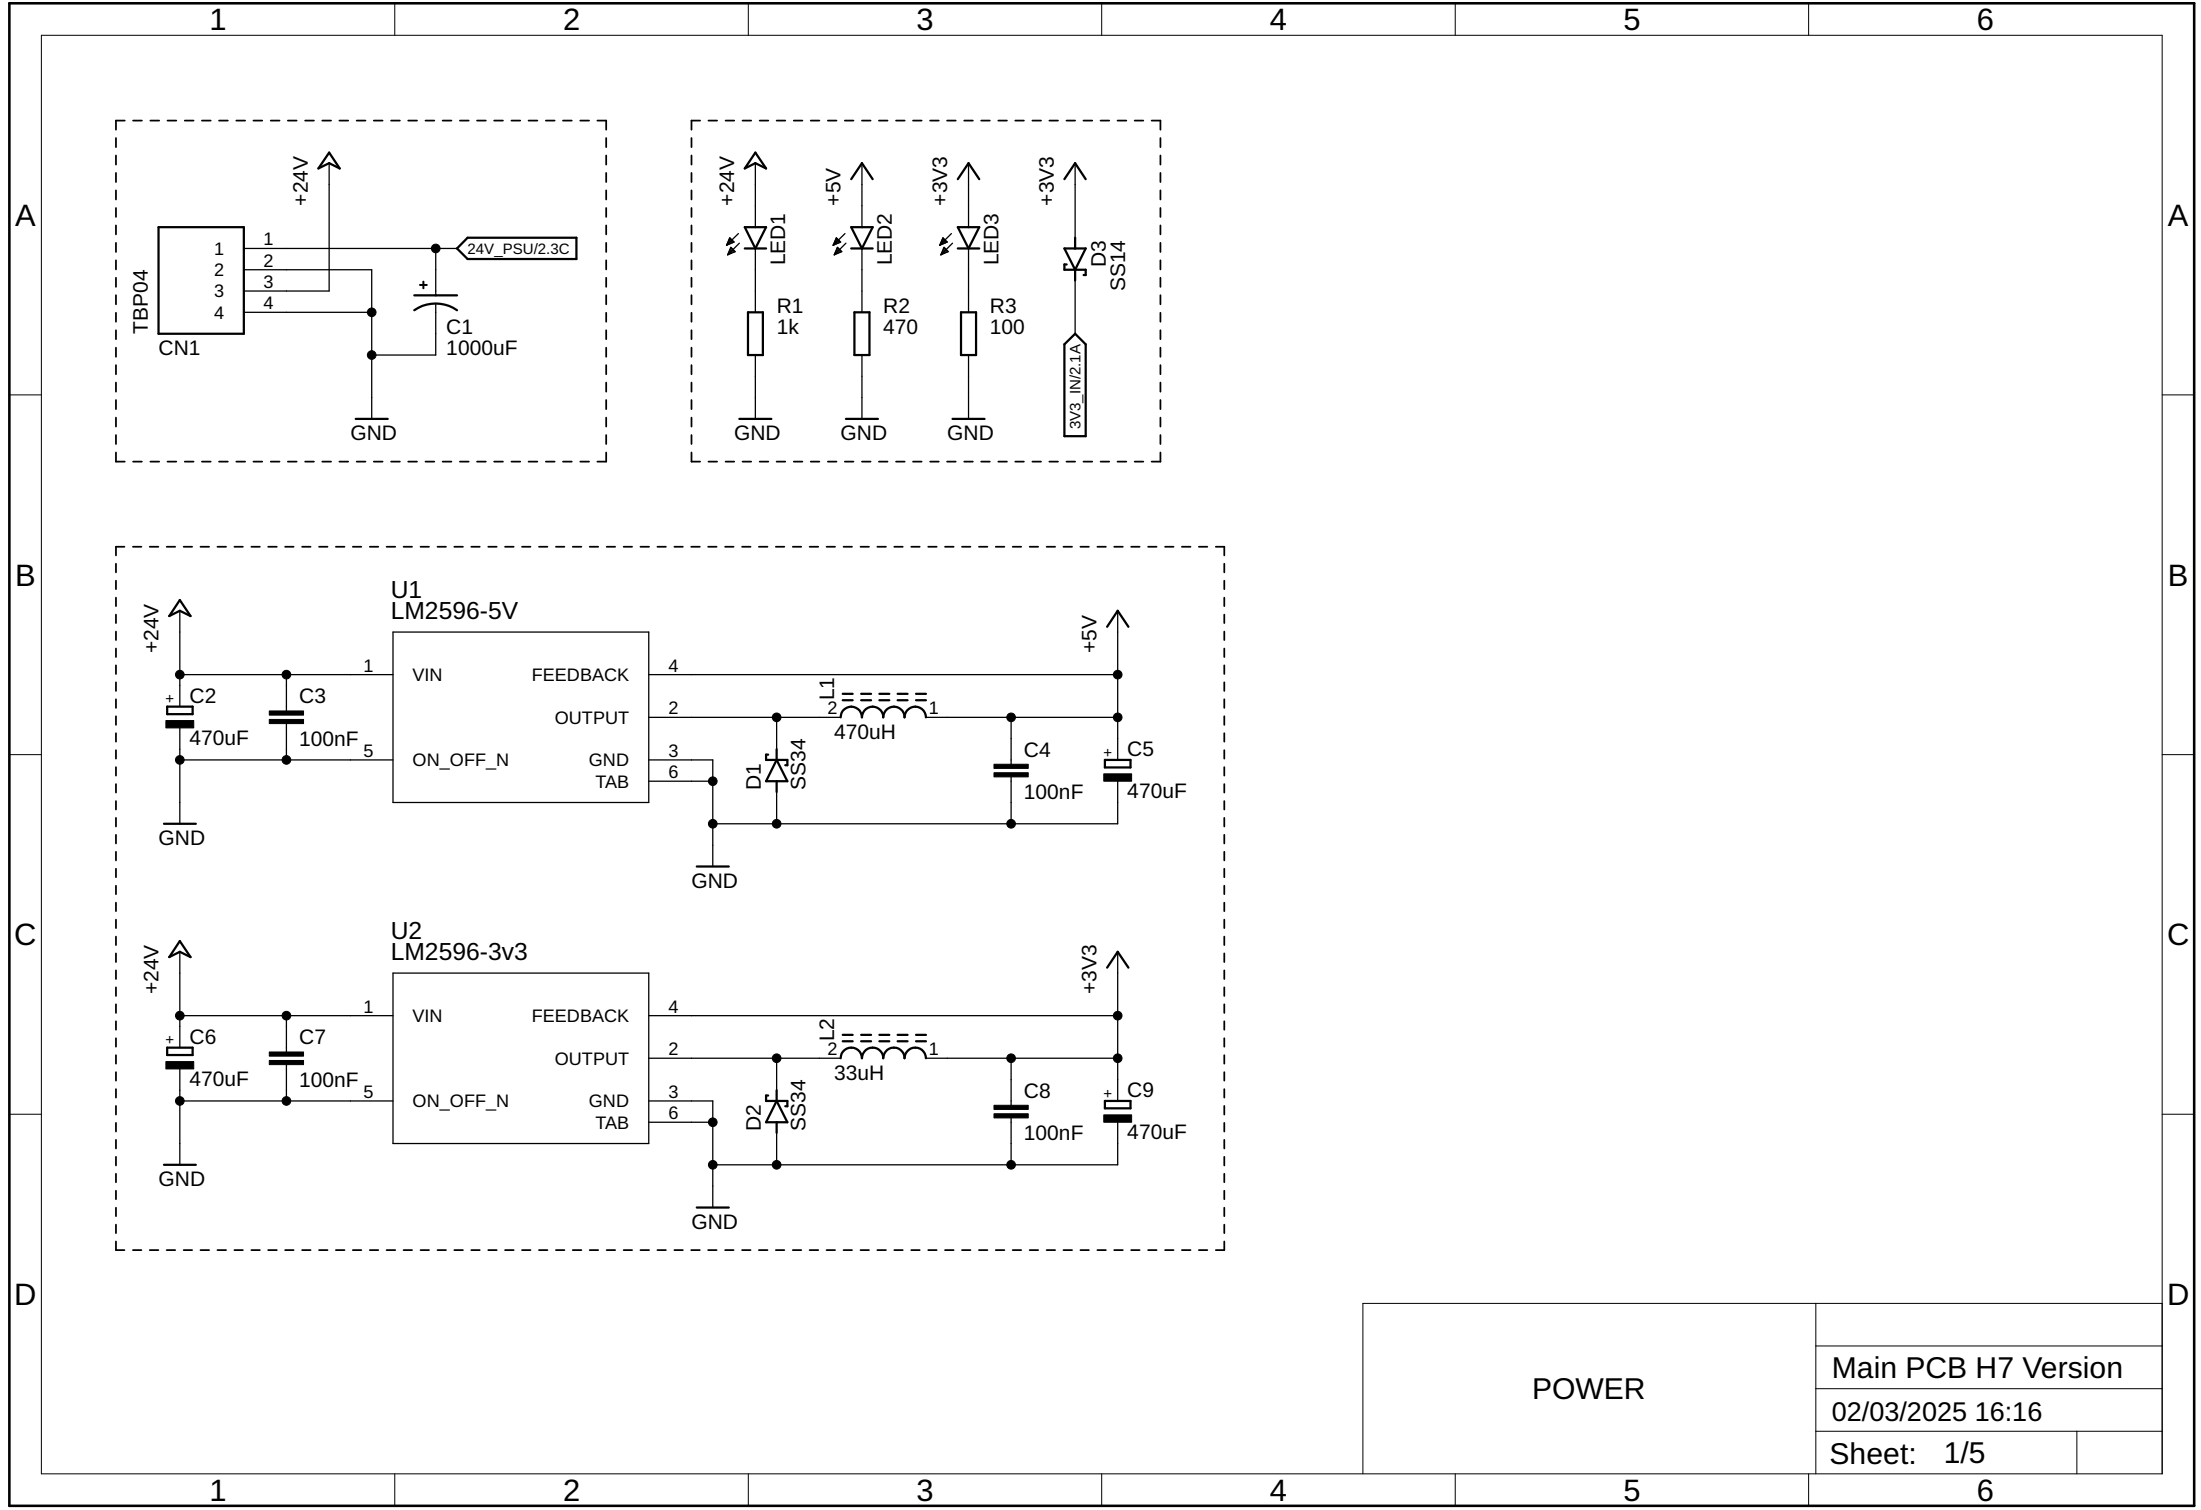 1 2 3 4 5 6
A A
B B
C C
D D
+24V
1 1
2 2
3 3
4 4
TBP04
CN1
24V_PSU/2.3C
+
C1
1000uF
GND
+24V
LED1
R1
1k
GND
+5V
LED2
R2
470
GND
+3V3
LED3
R3
100
GND
+3V3
D3
SS14
3V3_IN/2.1A
U1
LM2596-5V
+24V
+
C2
470uF
C3
100nF
GND
1 VIN
5 ON_OFF_N
FEEDBACK 4
OUTPUT 2
GND 3
TAB 6
L1
2 1
470uH
D1
SS34
C4
100nF
+5V
+
C5
470uF
GND
U2
LM2596-3v3
+24V
+
C6
470uF
C7
100nF
GND
1 VIN
5 ON_OFF_N
FEEDBACK 4
OUTPUT 2
GND 3
TAB 6
L2
2 1
33uH
D2
SS34
C8
100nF
+3V3
+
C9
470uF
GND
POWER
Main PCB H7 Version
02/03/2025 16:16
Sheet: 1/5
1 2 3 4 5 6